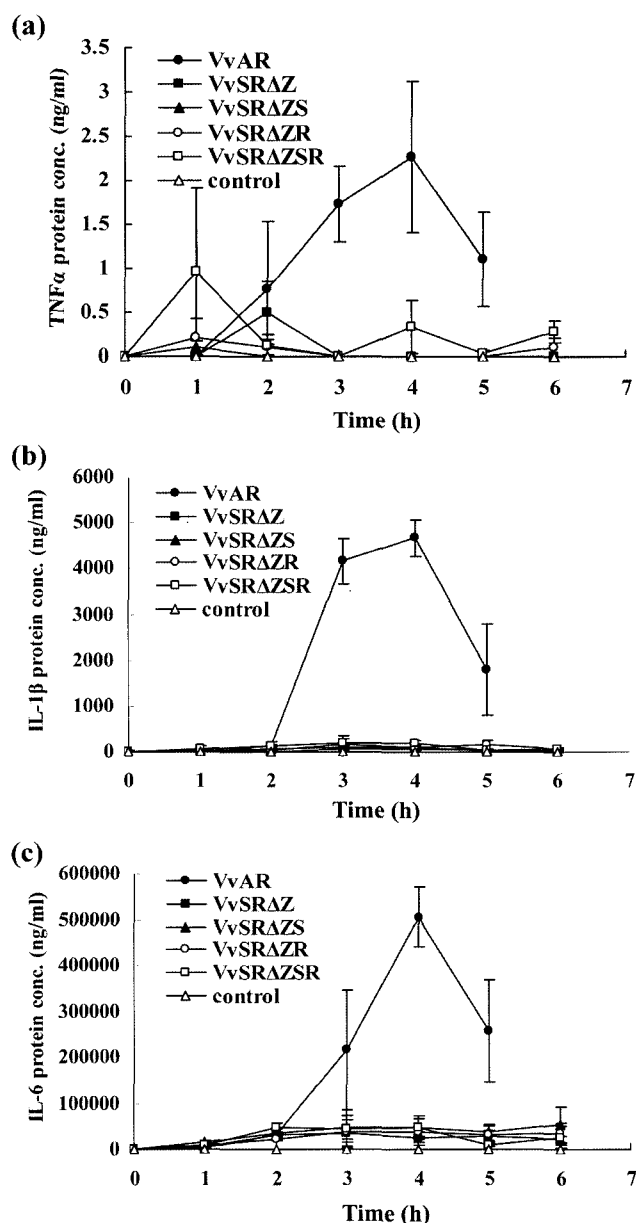 (a)
3.5
3
2.5
2
1.5
1
0.5
0
TNFα protein conc. (ng/ml)
VvAR
VvSRΔZ
VvSRΔZS
VvSRΔZR
VvSRΔZSR
control
0 1 2 3 4 5 6 7
Time (h)
(b)
6000
5000
4000
3000
2000
1000
0
IL-1β protein conc. (ng/ml)
VvAR
VvSRΔZ
VvSRΔZS
VvSRΔZR
VvSRΔZSR
control
0 1 2 3 4 5 6 7
Time (h)
(c)
600000
500000
400000
300000
200000
100000
0
IL-6 protein conc. (ng/ml)
VvAR
VvSRΔZ
VvSRΔZS
VvSRΔZR
VvSRΔZSR
control
0 1 2 3 4 5 6 7
Time (h)